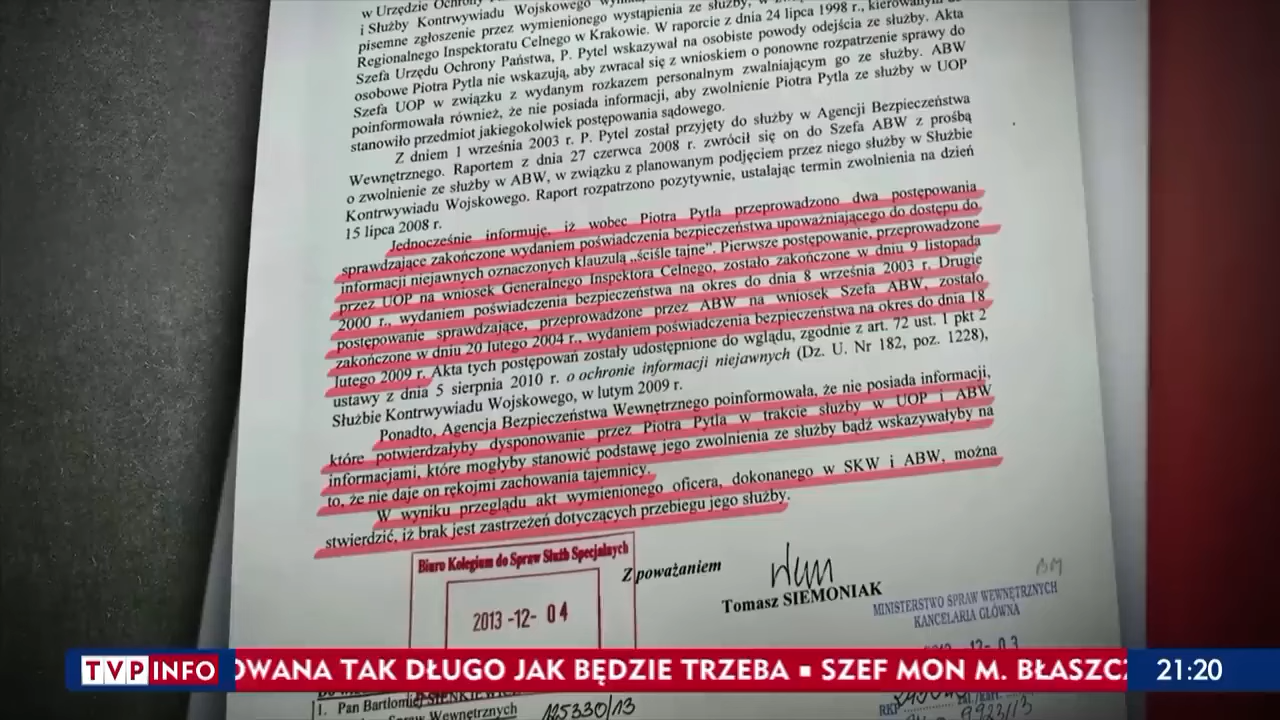 w Urzędzie Ochrony
i Służby Kontrwywiadu Wojskowego
pisemne zgłoszenie przez wymienionego wystąpienia ze służby, w
Regionalnego Inspektoratu Celnego w Krakowie. W raporcie z dnia 24 lipca 1998 r., kierowanym do
Szefa Urzędu Ochrony Państwa, P. Pytel wskazywał na osobiste powody odejścia ze służby. Akta
osobowe Piotra Pytla nie wskazują, aby zwracał się z wnioskiem o ponowne rozpatrzenie sprawy do
Szefa UOP w związku z wydanym rozkazem personalnym zwalniającym go ze służby. ABW
poinformowała również, że nie posiada informacji, aby zwolnienie Piotra Pytla ze służby w UOP
stanowiło przedmiot jakiegokolwiek postępowania sądowego.
Z dniem 1 września 2003 r. P. Pytel został przyjęty do służby w Agencji Bezpieczeństwa
Wewnętrznego. Raportem z dnia 27 czerwca 2008 r. zwrócił się on do Szefa ABW z prośbą
o zwolnienie ze służby w ABW, w związku z planowanym podjęciem przez niego służby w Służbie
Kontrwywiadu Wojskowego. Raport rozpatrzono pozytywnie, ustalając termin zwolnienia na dzień
15 lipca 2008 r.
Jednocześnie informuję, iż wobec Piotra Pytla przeprowadzono dwa postępowania
sprawdzające zakończone wydaniem poświadczenia bezpieczeństwa upoważniającego do dostępu do
informacji niejawnych oznaczonych klauzulą „ściśle tajne”. Pierwsze postępowanie, przeprowadzone
przez UOP na wniosek Generalnego Inspektora Celnego, zostało zakończone w dniu 9 listopada
2000 r., wydaniem poświadczenia bezpieczeństwa na okres do dnia 8 września 2003 r. Drugie
postępowanie sprawdzające, przeprowadzone przez ABW na wniosek Szefa ABW, zostało
zakończone w dniu 20 lutego 2004 r., wydaniem poświadczenia bezpieczeństwa na okres do dnia 18
lutego 2009 r. Akta tych postępowań zostały udostępnione do wglądu, zgodnie z art. 72 ust. 1 pkt 2
ustawy z dnia 5 sierpnia 2010 r. o ochronie informacji niejawnych (Dz. U. Nr 182, poz. 1228),
Służbie Kontrwywiadu Wojskowego, w lutym 2009 r.
Ponadto, Agencja Bezpieczeństwa Wewnętrznego poinformowała, że nie posiada informacji,
które potwierdzałyby dysponowanie przez Piotra Pytla w trakcie służby w UOP i ABW
informacjami, które mogłyby stanowić podstawę jego zwolnienia ze służby bądź wskazywałyby na
to, że nie daje on rękojmi zachowania tajemnicy.
W wyniku przeglądu akt wymienionego oficera, dokonanego w SKW i ABW, można
stwierdzić, iż brak jest zastrzeżeń dotyczących przebiegu jego służby.
Biuro Kolegium do Spraw Służb Specjalnych
2013 -12- 04
Z poważaniem
Tomasz SIEMONIAK
BM
MINISTERSTWO SPRAW WEWNĘTRZNYCH
KANCELARIA GŁÓWNA
TVP INFO
OWANA TAK DŁUGO JAK BĘDZIE TRZEBA ▪ SZEF MON M. BŁASZCZ
21:20
1. Pan Bartłomiej SIENKIEWICZ
Spraw Wewnętrznych
125330/13
RKP
9923/13